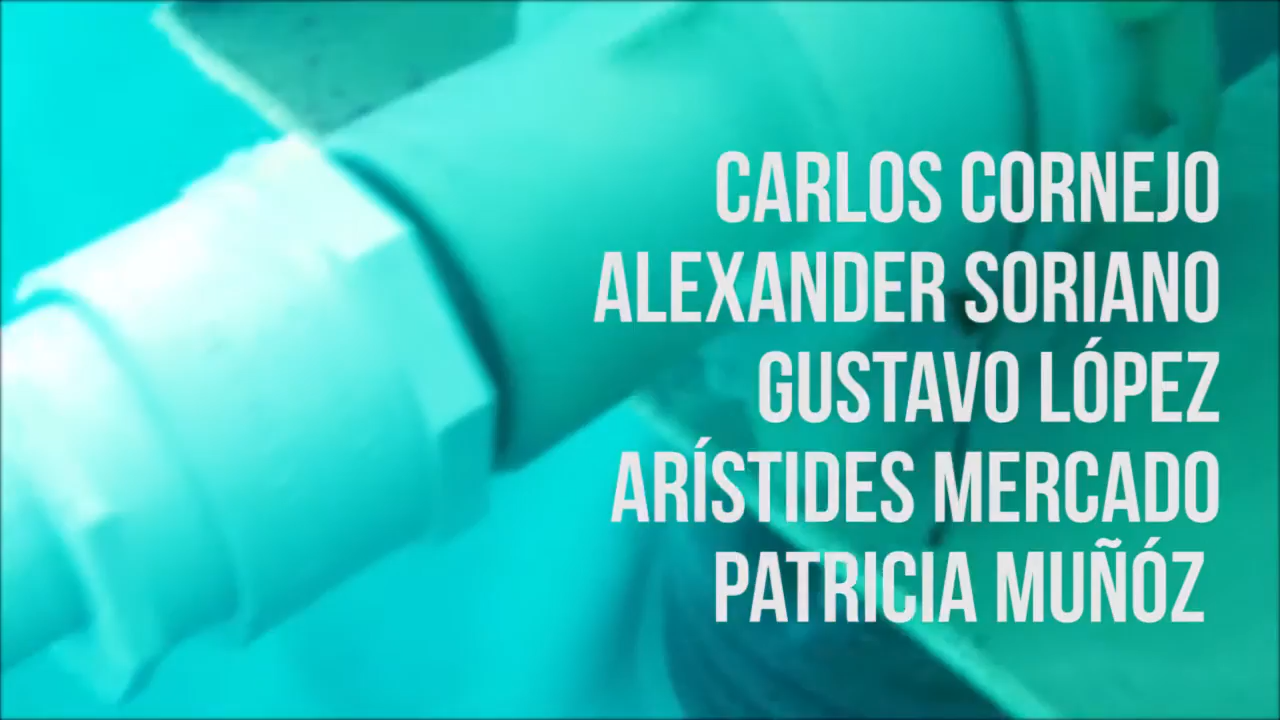 CARLOS CORNEJO
ALEXANDER SORIANO
GUSTAVO LÓPEZ
ARÍSTIDES MERCADO
PATRICIA MUÑÓZ